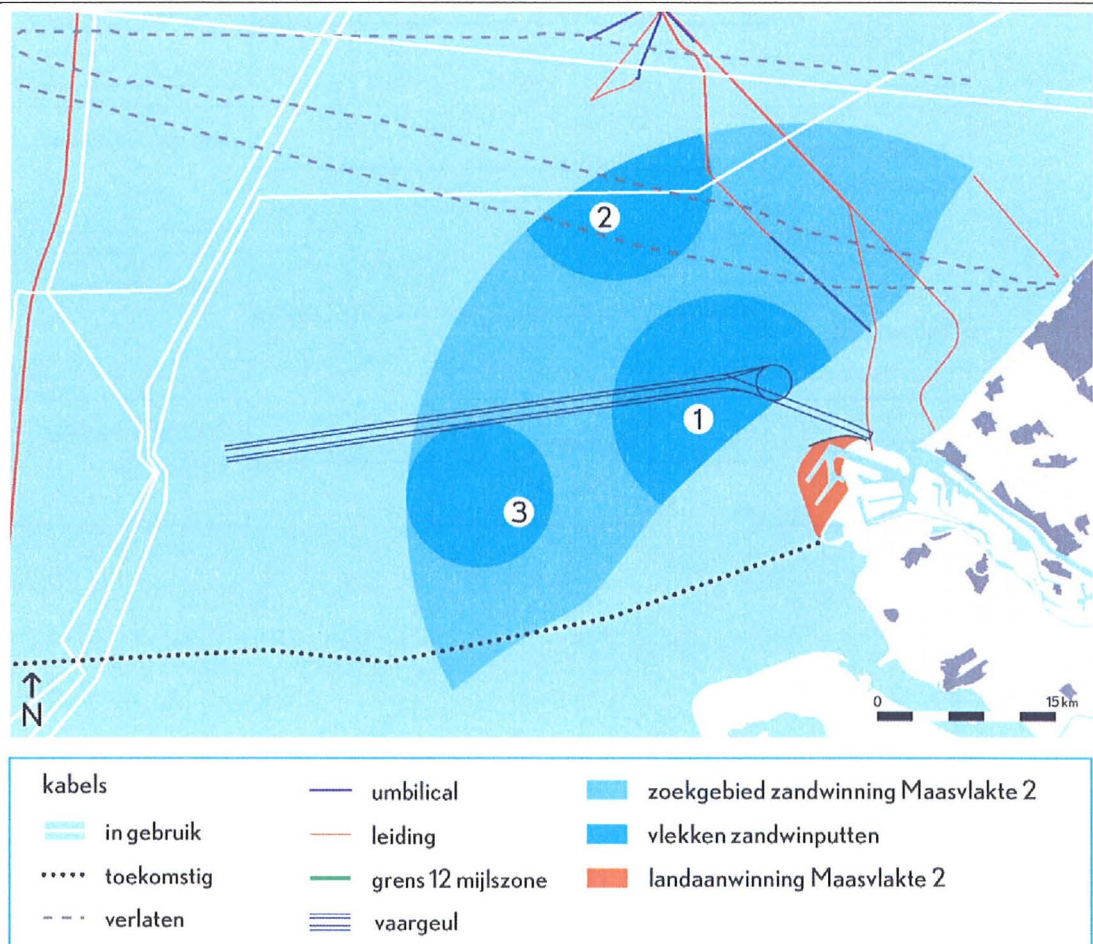 2
1
3
N
0 15 km
kabels
in gebruik
toekomstig
verlaten
umbilical
leiding
grens 12 mijlszone
vaargeul
zoekgebied zandwinning Maasvlakte 2
vlekken zandwinputten
landaanwinning Maasvlakte 2